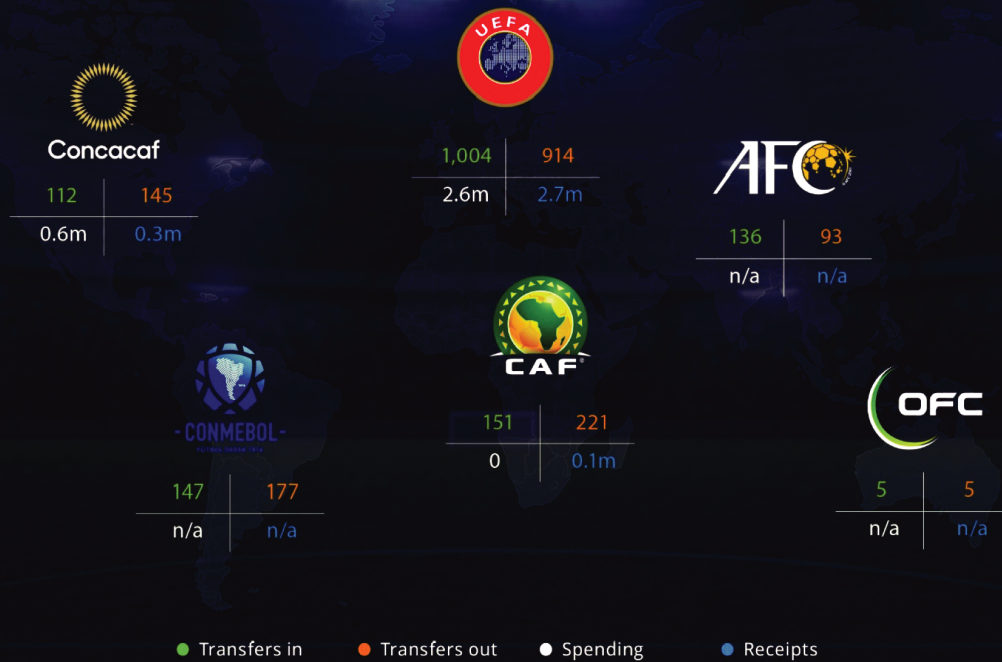 UEFA
Concacaf
112 145
0.6m 0.3m
1,004 914
2.6m 2.7m
AFC
136 93
n/a n/a
CONMEBOL
147 177
n/a n/a
CAF
151 221
0 0.1m
OFC
5 5
n/a n/a
Transfers in Transfers out Spending Receipts